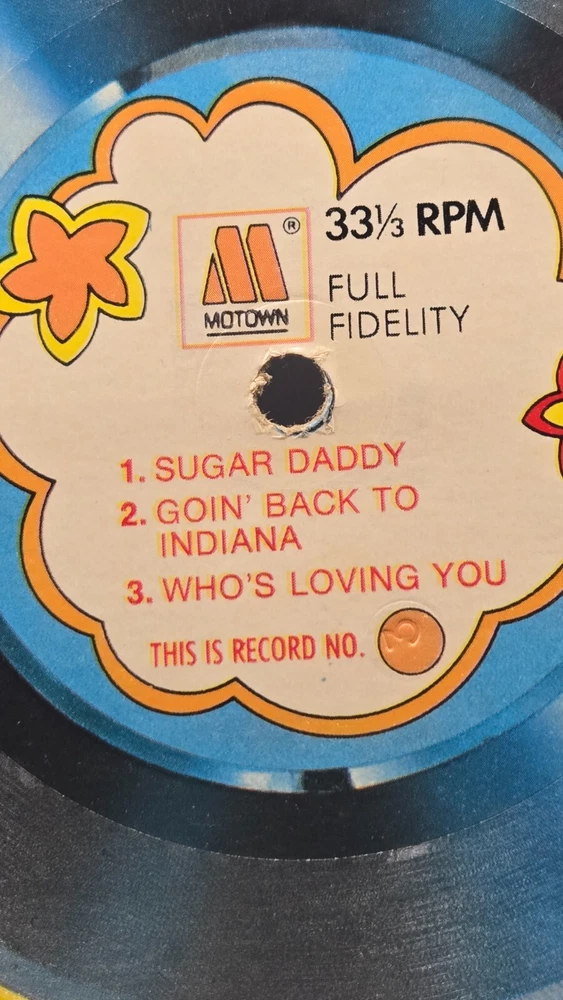 ®
MOTOWN
33⅓ RPM
FULL
FIDELITY
1. SUGAR DADDY
2. GOIN' BACK TO
INDIANA
3. WHO'S LOVING YOU
THIS IS RECORD NO.